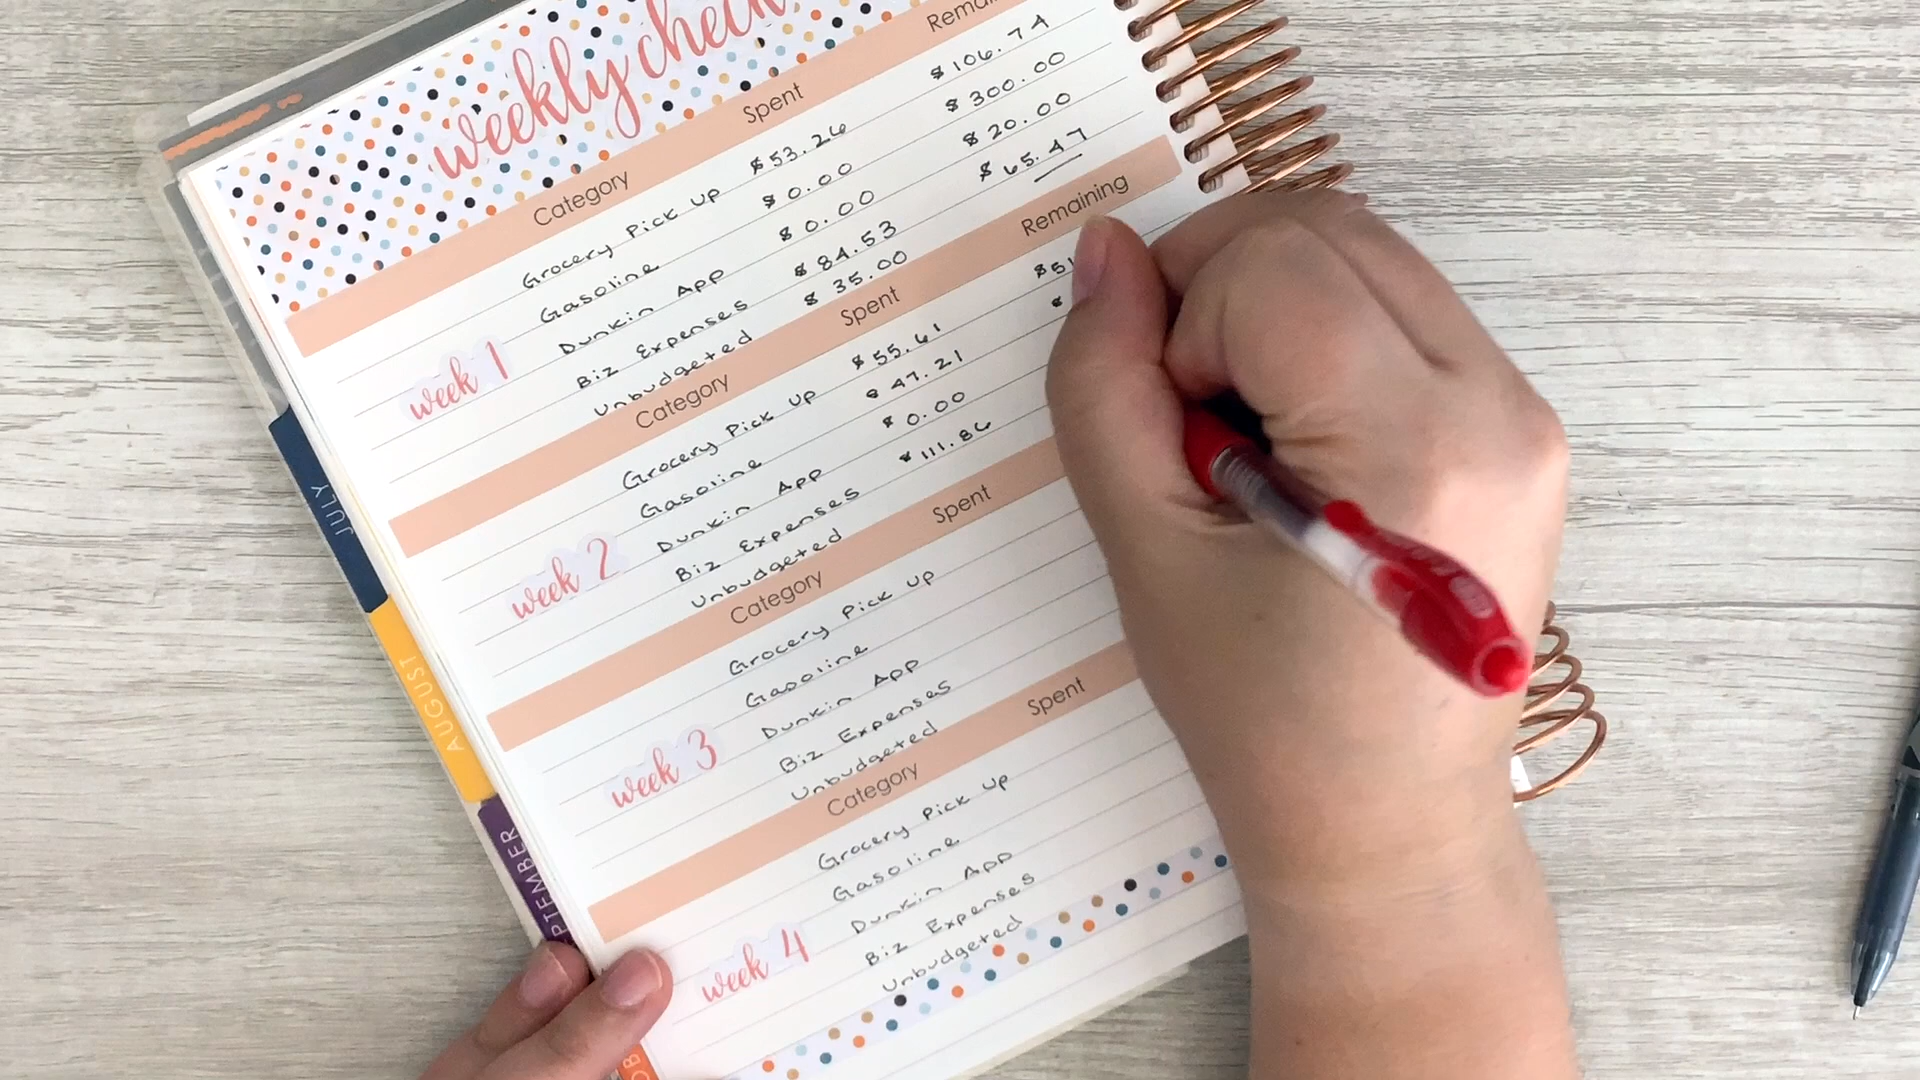 weekly check
Category Spent
Grocery Pick Up $53.26 $106.74
Gasoline $0.00 $300.00
Dunkin App $0.00 $20.00
Biz Expenses $84.53 $65.47
Unbudgeted $35.00
week 1
Category Spent Remaining
Grocery Pick Up $55.61 $51
Gasoline $47.21 $
Dunkin App $0.00
Biz Expenses $111.86
Unbudgeted
week 2
Category Spent
Grocery Pick Up
Gasoline
Dunkin App
Biz Expenses
Unbudgeted
week 3
Category Spent
Grocery Pick Up
Gasoline
Dunkin App
Biz Expenses
Unbudgeted
week 4
JULY
AUGUST
PTEMBER
OB